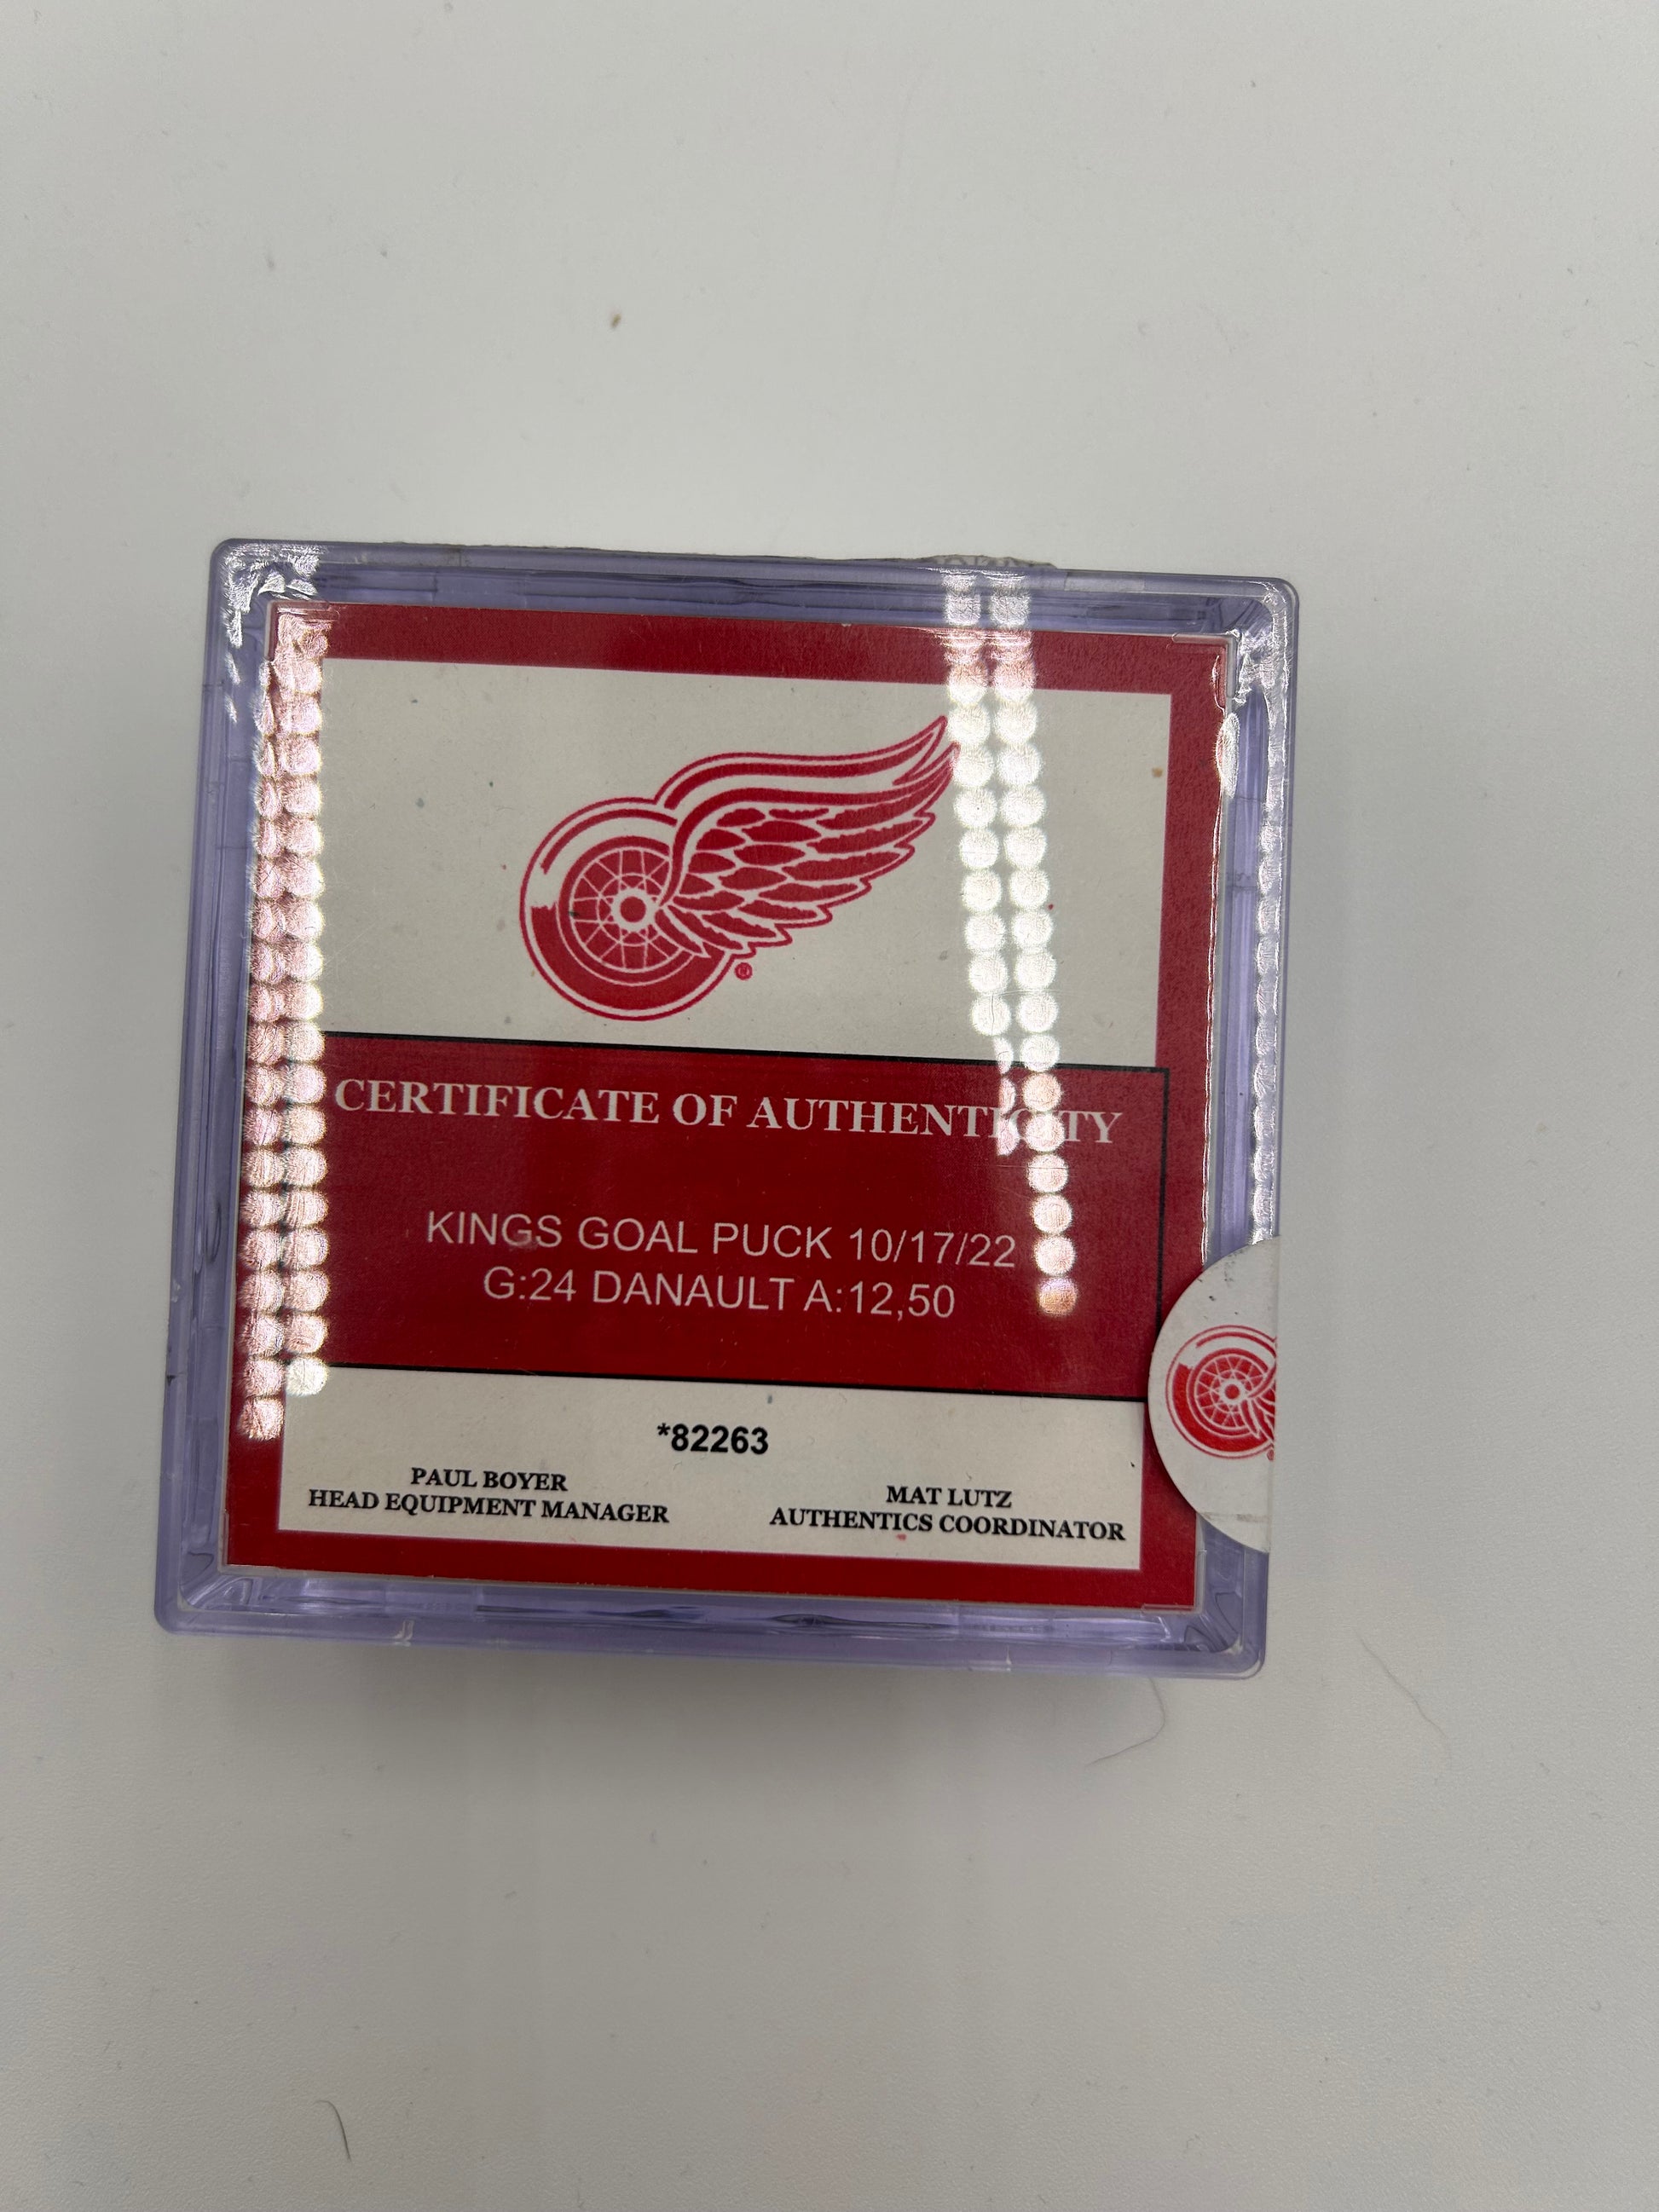 ®
CERTIFICATE OF AUTHENTICITY
KINGS GOAL PUCK 10/17/22
G:24 DANAULT A:12,50
*82263
PAUL BOYER
HEAD EQUIPMENT MANAGER
MAT LUTZ
AUTHENTICS COORDINATOR